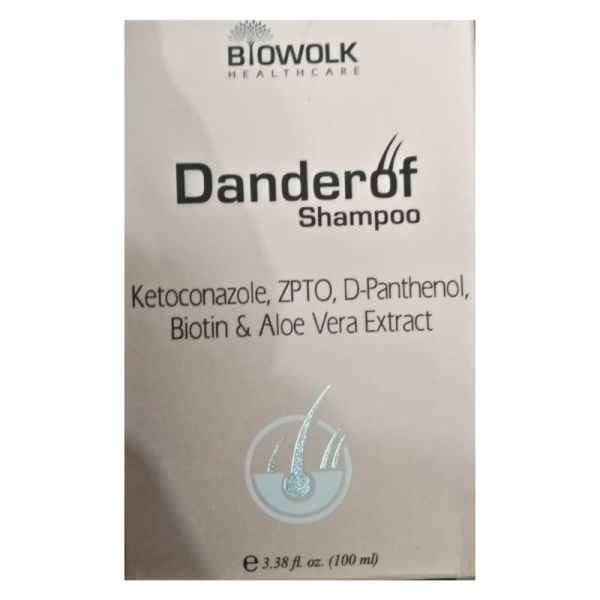 BIOWOLK
HEALTHCARE
Danderof
Shampoo
Ketoconazole, ZPTO, D-Panthenol,
Biotin & Aloe Vera Extract
℮ 3.38 fl. oz. (100 ml)